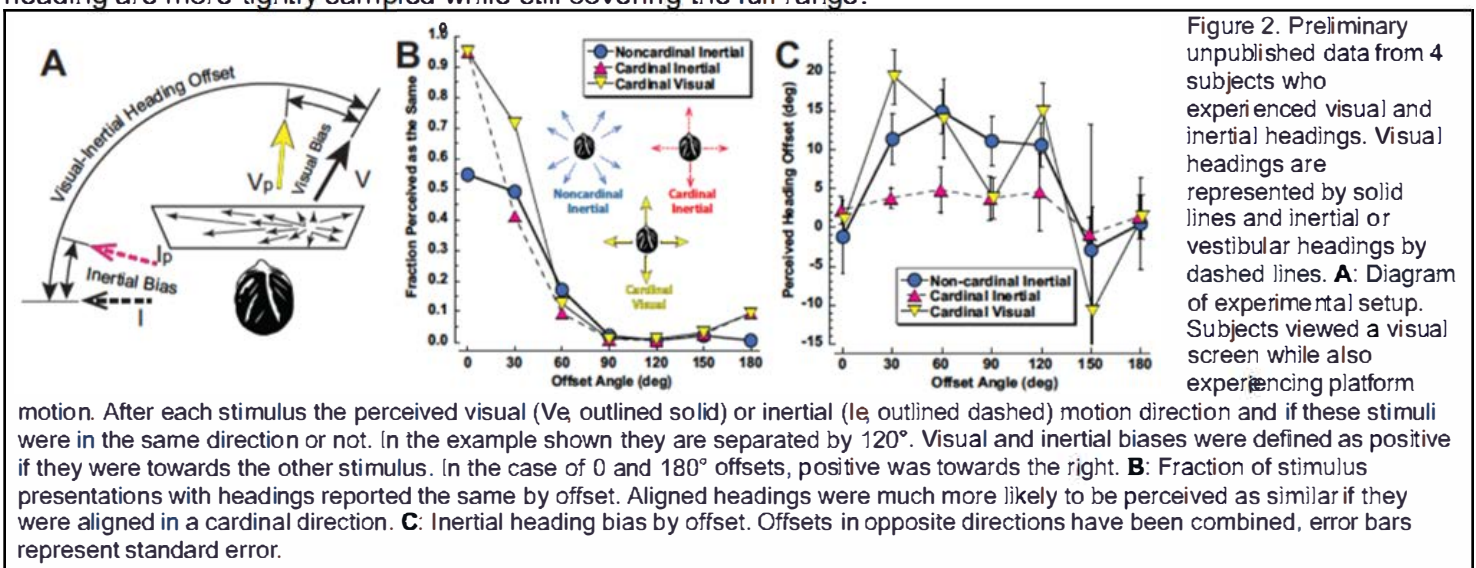 heading are more tightly sampled while still covering the full range.
A
Visual-Inertial Heading Offset
Visual Bias
Vp
V
Ip
Inertial Bias
I
B
Fraction Perceived as the Same
1.0
0.9
0.8
0.7
0.6
0.5
0.4
0.3
0.2
0.1
0.0
Noncardinal Inertial
Cardinal Inertial
Cardinal Visual
Noncardinal
Inertial
Cardinal
Inertial
Cardinal
Visual
0 30 60 90 120 150 180
Offset Angle (deg)
C
Perceived Heading Offset (deg)
20
15
10
5
0
-5
-10
-15
Non-cardinal Inertial
Cardinal Inertial
Cardinal Visual
0 30 60 90 120 150 180
Offset Angle (deg)
Figure 2. Preliminary
unpublished data from 4
subjects who
experienced visual and
inertial headings. Visual
headings are
represented by solid
lines and inertial or
vestibular headings by
dashed lines. A: Diagram
of experimental setup.
Subjects viewed a visual
screen while also
experiencing platform
motion. After each stimulus the perceived visual (Ve, outlined solid) or inertial (Ie, outlined dashed) motion direction and if these stimuli
were in the same direction or not. In the example shown they are separated by 120°. Visual and inertial biases were defined as positive
if they were towards the other stimulus. In the case of 0 and 180° offsets, positive was towards the right. B: Fraction of stimulus
presentations with headings reported the same by offset. Aligned headings were much more likely to be perceived as similar if they
were aligned in a cardinal direction. C: Inertial heading bias by offset. Offsets in opposite directions have been combined, error bars
represent standard error.